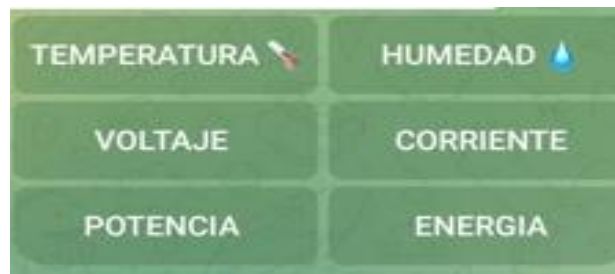 TEMPERATURA🌡️ HUMEDAD💧
VOLTAJE CORRIENTE
POTENCIA ENERGIA